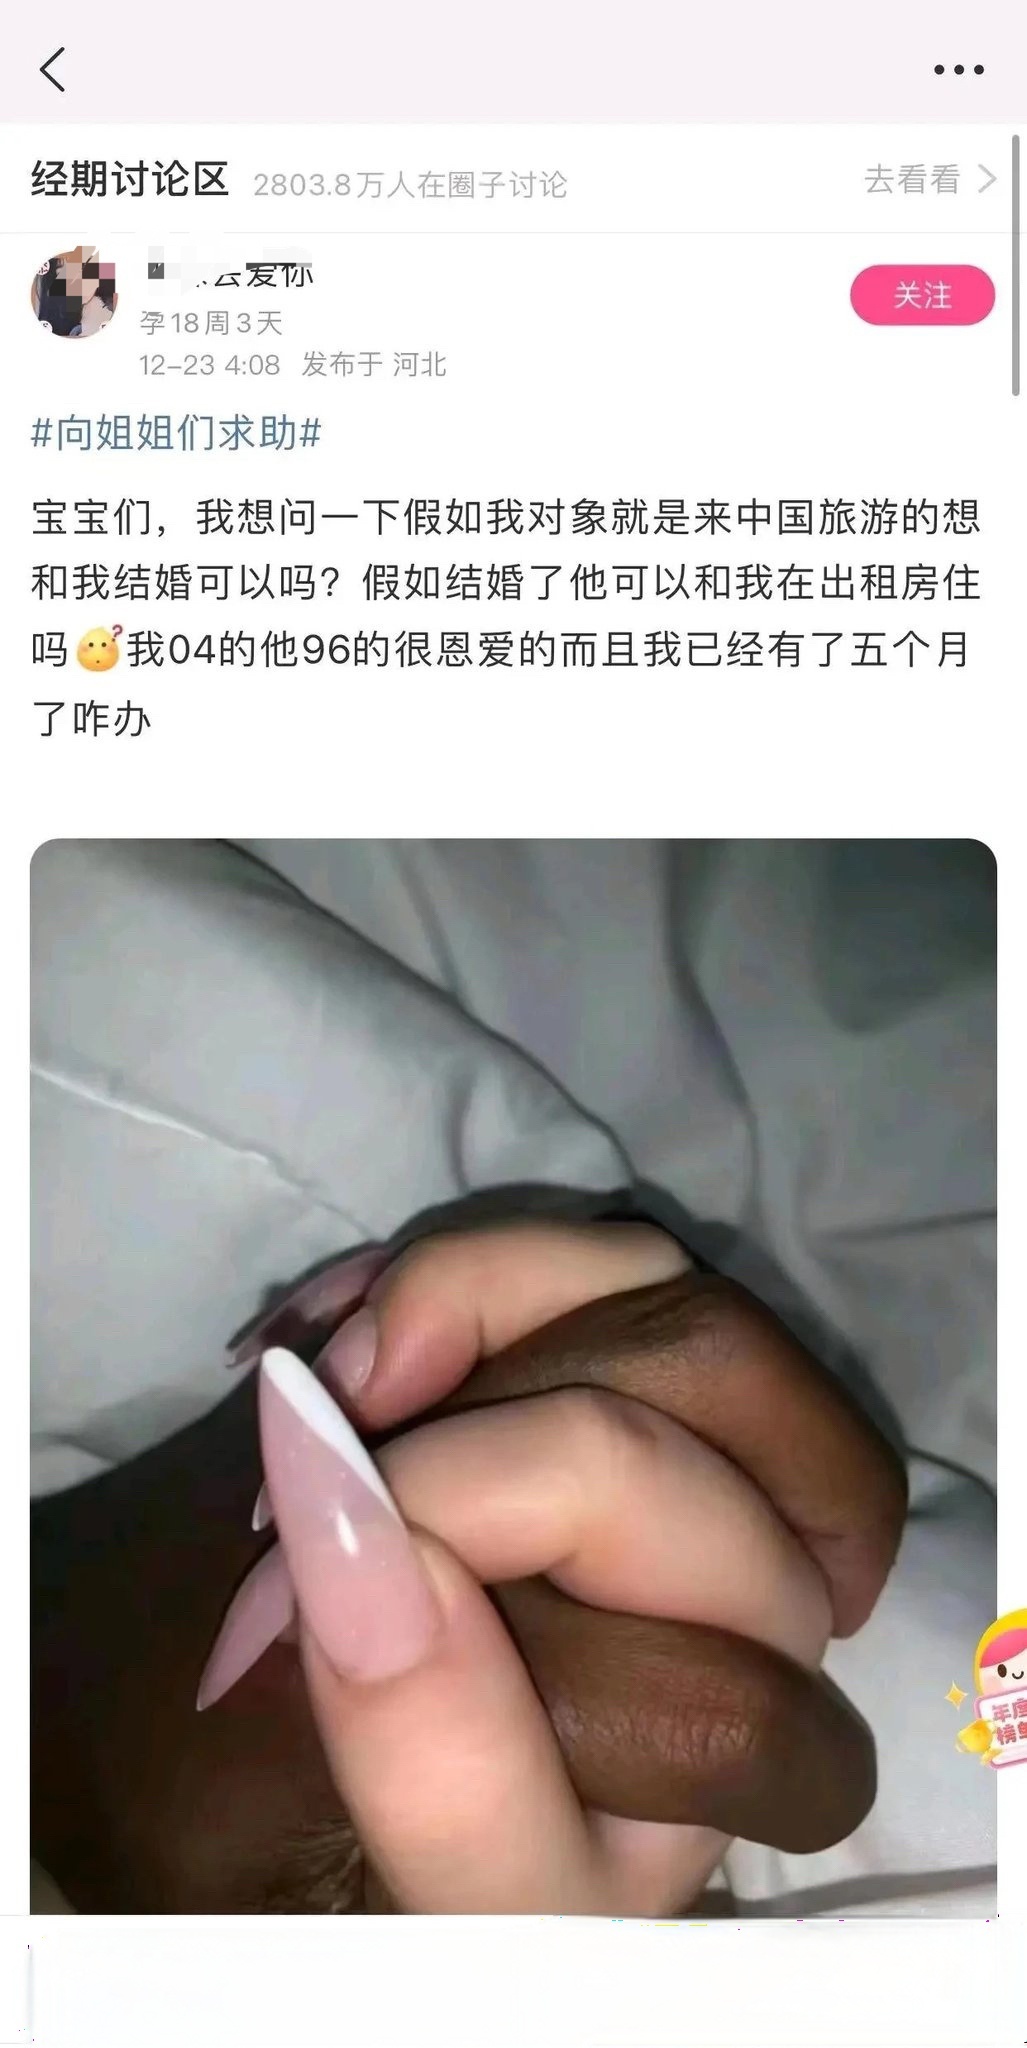 经期讨论区 2803.8万人在圈子讨论 去看看
会爱你
关注
孕18周3天
12-23 4:08 发布于 河北
#向姐姐们求助#
宝宝们，我想问一下假如我对象就是来中国旅游的想
和我结婚可以吗？假如结婚了他可以和我在出租房住
吗我04的他96的很恩爱的而且我已经有了五个月
了咋办
年度